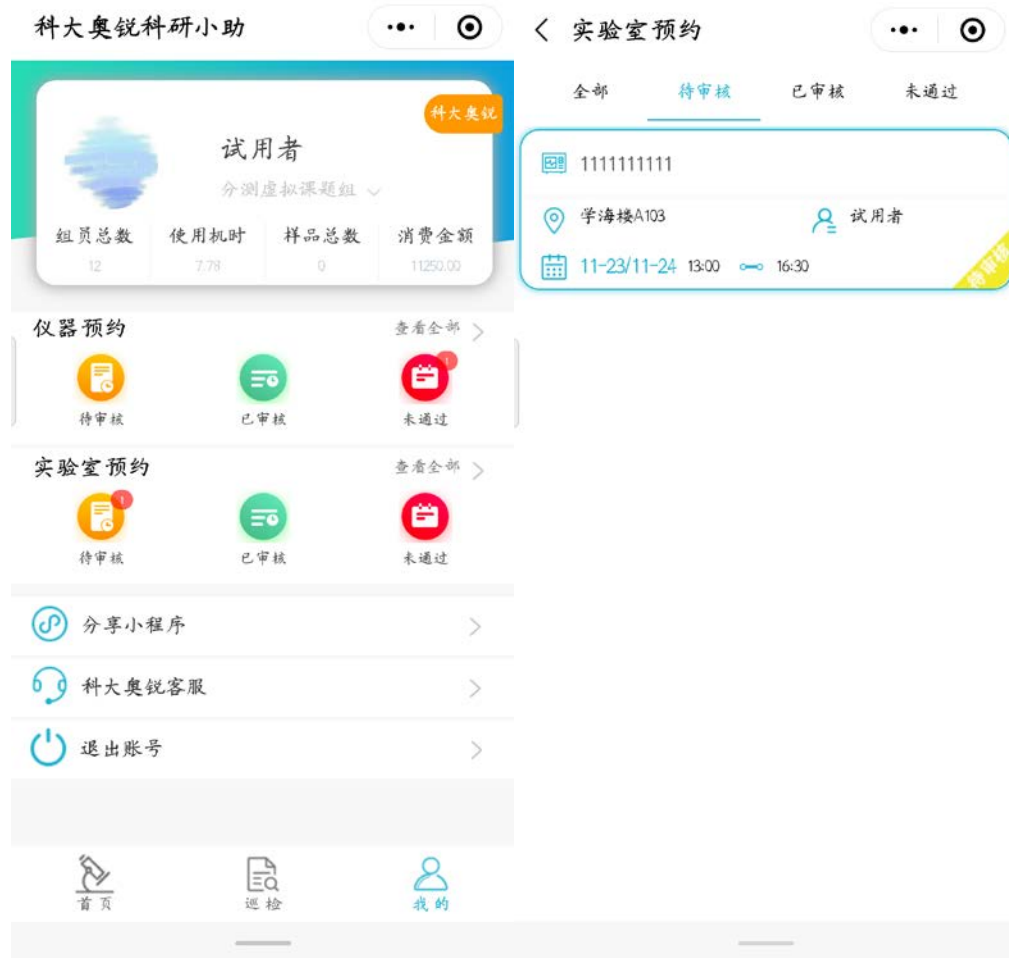 科大奥锐科研小助
科大奥锐
试用者
分测虚拟课题组
组员总数 使用机时 样品总数 消费金额
12 7.78 0 11250.00
仪器预约 查看全部
1
待审核 已审核 未通过
实验室预约 查看全部
1
待审核 已审核 未通过
分享小程序
科大奥锐客服
退出账号
首页 巡检 我的
实验室预约
全部 待审核 已审核 未通过
1111111111
学海楼A103 试用者
11-23/11-24 13:00 16:30
待审核